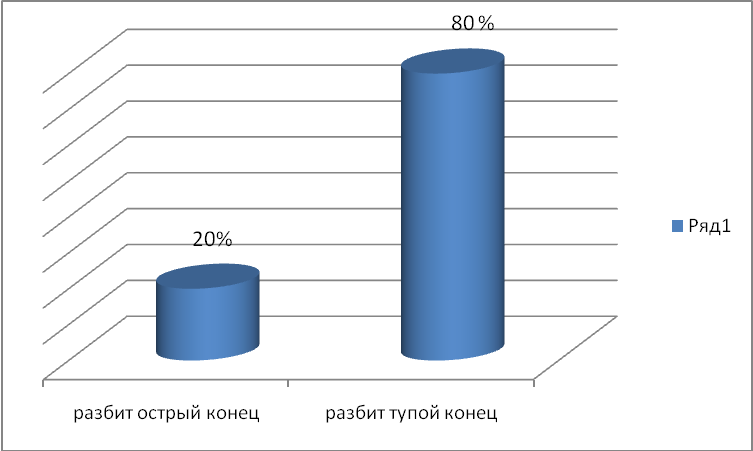 80%
20%
Ряд1
разбит острый конец
разбит тупой конец